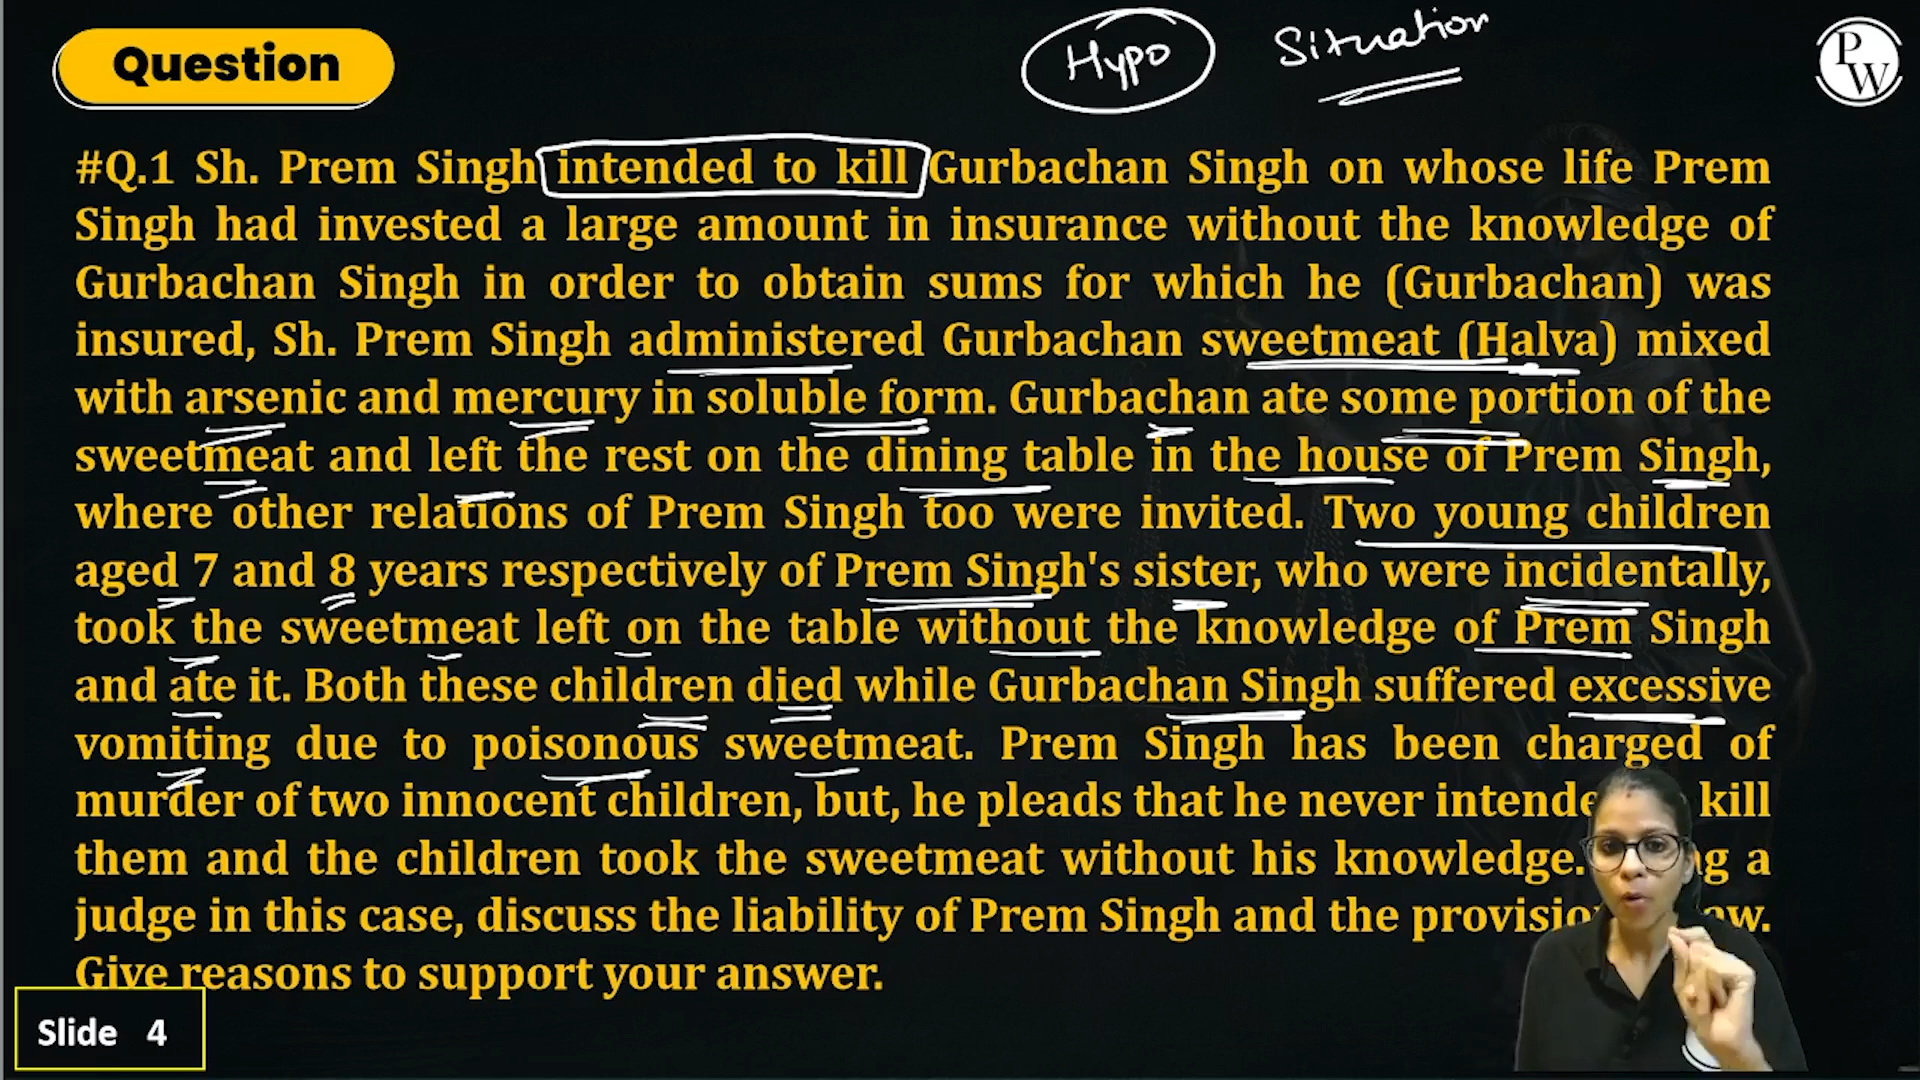 Question
Hypo Situation
PW
#Q.1 Sh. Prem Singh intended to kill Gurbachan Singh on whose life Prem
Singh had invested a large amount in insurance without the knowledge of
Gurbachan Singh in order to obtain sums for which he (Gurbachan) was
insured, Sh. Prem Singh administered Gurbachan sweetmeat (Halva) mixed
with arsenic and mercury in soluble form. Gurbachan ate some portion of the
sweetmeat and left the rest on the dining table in the house of Prem Singh,
where other relations of Prem Singh too were invited. Two young children
aged 7 and 8 years respectively of Prem Singh's sister, who were incidentally,
took the sweetmeat left on the table without the knowledge of Prem Singh
and ate it. Both these children died while Gurbachan Singh suffered excessive
vomiting due to poisonous sweetmeat. Prem Singh has been charged of
murder of two innocent children, but, he pleads that he never intende kill
them and the children took the sweetmeat without his knowledge. a
judge in this case, discuss the liability of Prem Singh and the
Give reasons to support your answer.
Slide 4